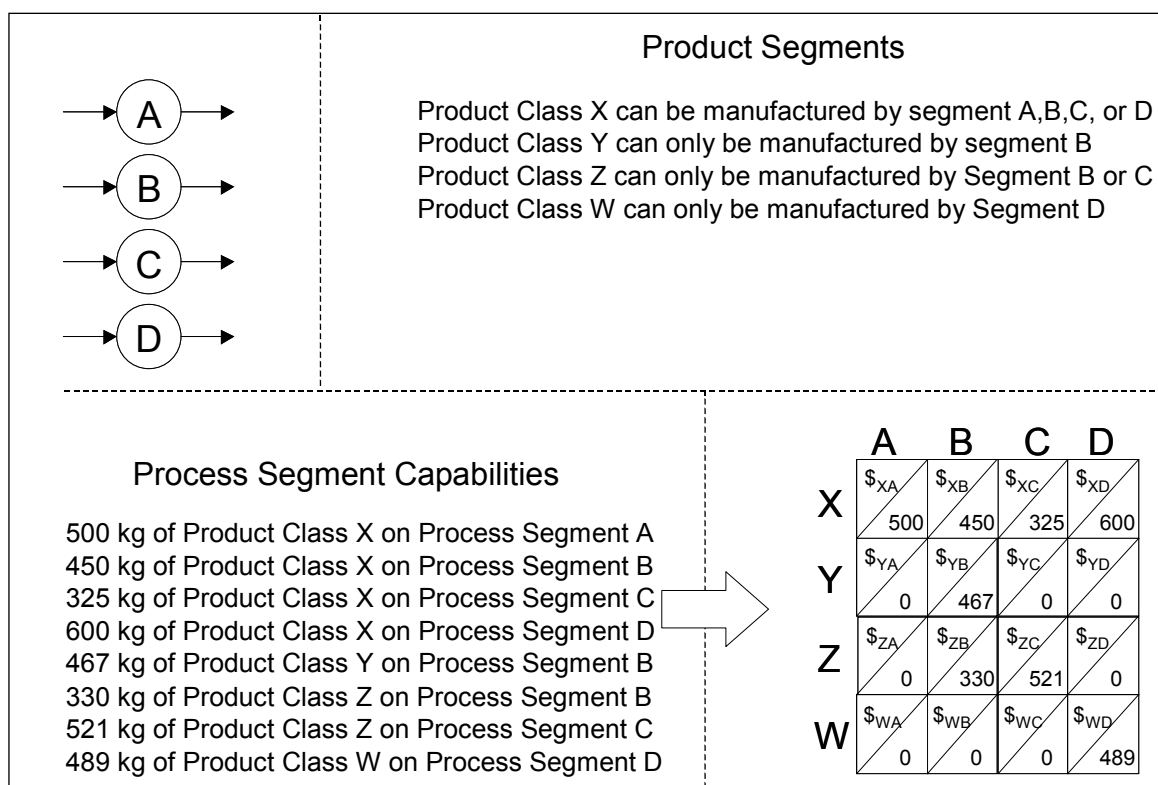 Product Segments
A
B
C
D
Product Class X can be manufactured by segment A,B,C, or D
Product Class Y can only be manufactured by segment B
Product Class Z can only be manufactured by Segment B or C
Product Class W can only be manufactured by Segment D
Process Segment Capabilities
500 kg of Product Class X on Process Segment A
450 kg of Product Class X on Process Segment B
325 kg of Product Class X on Process Segment C
600 kg of Product Class X on Process Segment D
467 kg of Product Class Y on Process Segment B
330 kg of Product Class Z on Process Segment B
521 kg of Product Class Z on Process Segment C
489 kg of Product Class W on Process Segment D
A B C D
X
$XA $XB $XC $XD
500 450 325 600
Y
$YA $YB $YC $YD
0 467 0 0
Z
$ZA $ZB $ZC $ZD
0 330 521 0
W
$WA $WB $WC $WD
0 0 0 489